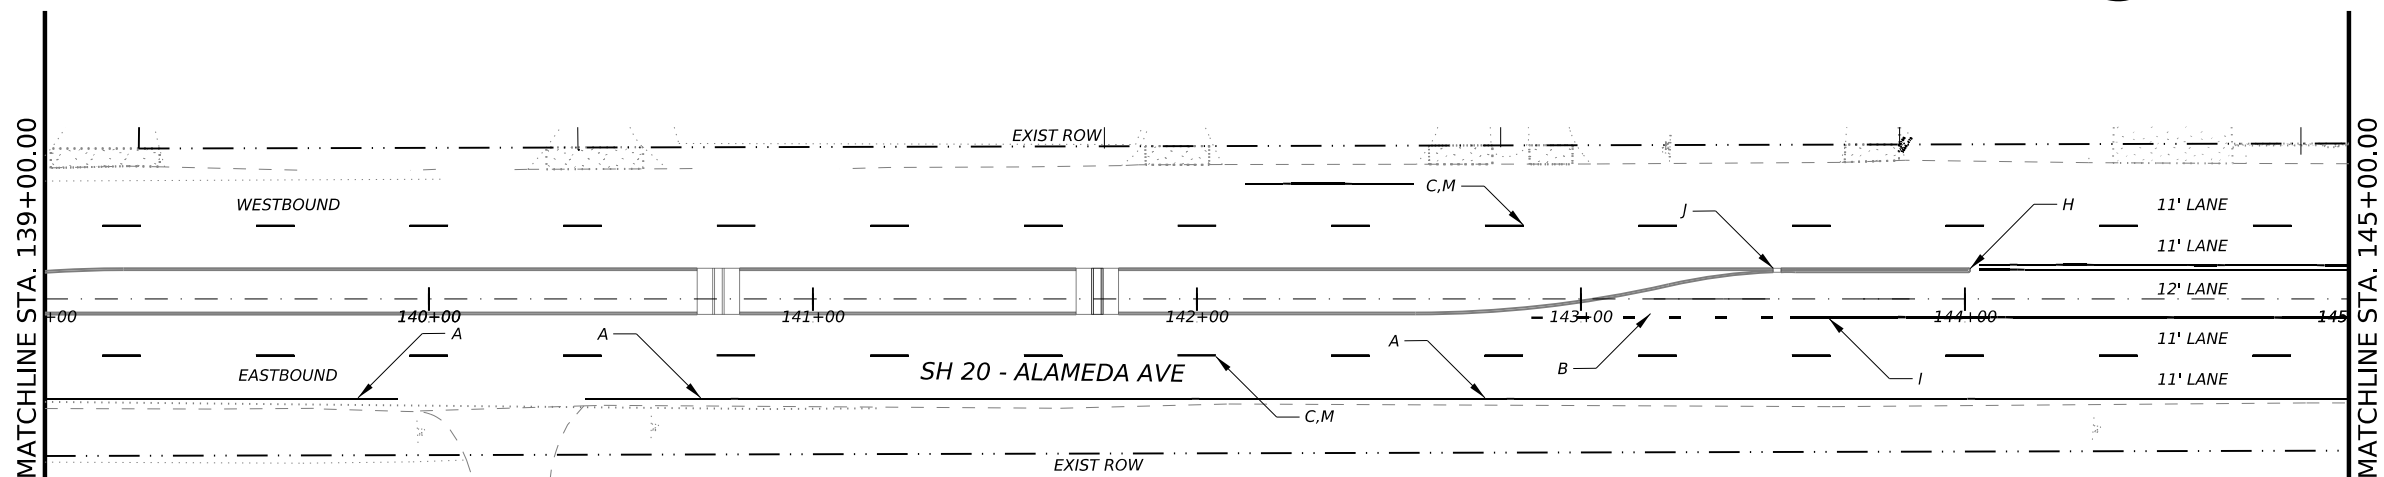 MATCHLINE STA. 139+00.00
MATCHLINE STA. 145+00.00
EXIST ROW
C,M
WESTBOUND
J
H
11' LANE
11' LANE
12' LANE
+00
140+00
141+00
142+00
143+00
144+00
145
A
A
A
B
I
11' LANE
EASTBOUND
SH 20 - ALAMEDA AVE
11' LANE
C,M
EXIST ROW